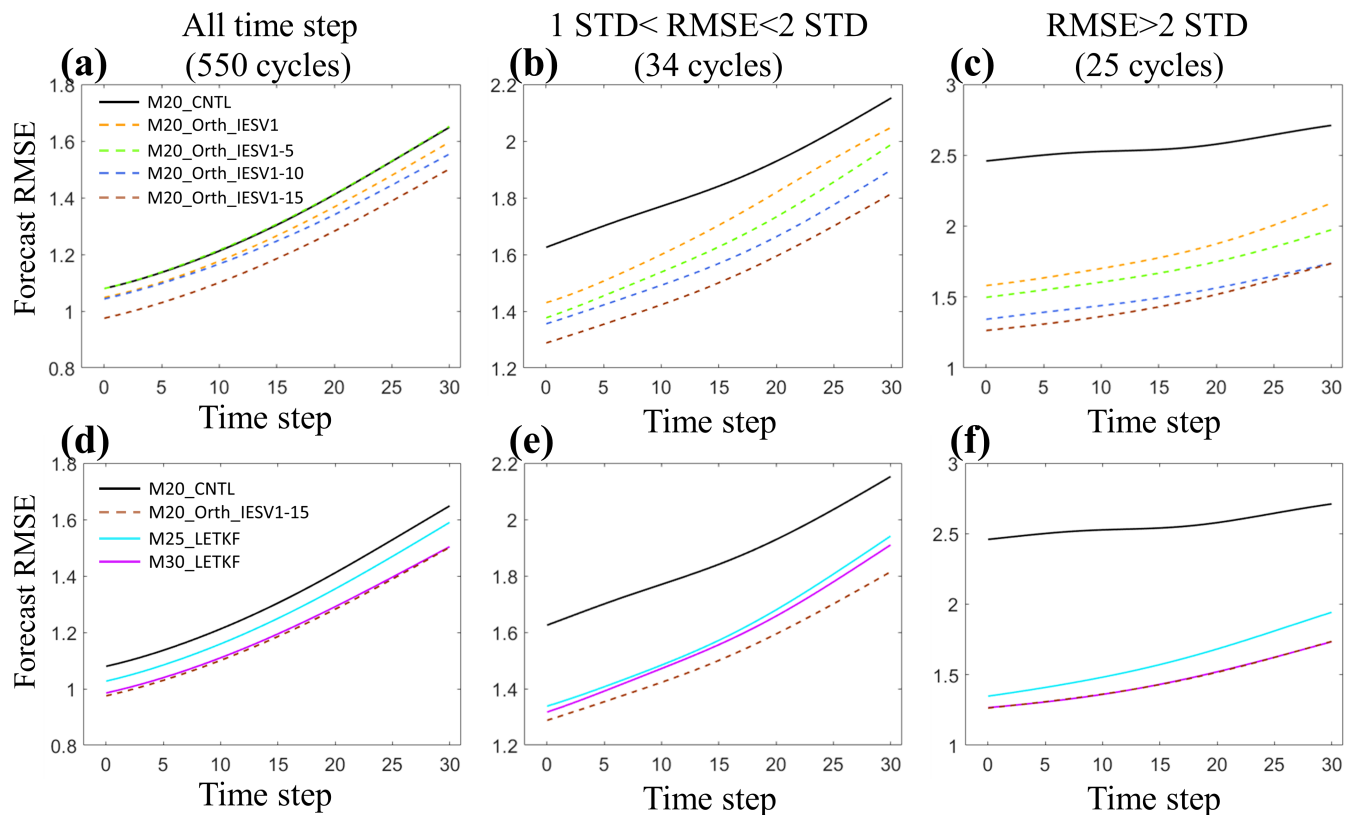 All time step
(550 cycles)
1 STD< RMSE<2 STD
(34 cycles)
RMSE>2 STD
(25 cycles)
(a)
Forecast RMSE
1.8
1.6
1.4
1.2
1
0.8
M20_CNTL
M20_Orth_IESV1
M20_Orth_IESV1-5
M20_Orth_IESV1-10
M20_Orth_IESV1-15
0 5 10 15 20 25 30
Time step
(b)
2.2
2
1.8
1.6
1.4
1.2
0 5 10 15 20 25 30
Time step
(c)
3
2.5
2
1.5
1
0 5 10 15 20 25 30
Time step
(d)
Forecast RMSE
1.8
1.6
1.4
1.2
1
0.8
M20_CNTL
M20_Orth_IESV1-15
M25_LETKF
M30_LETKF
0 5 10 15 20 25 30
Time step
(e)
2.2
2
1.8
1.6
1.4
1.2
0 5 10 15 20 25 30
Time step
(f)
3
2.5
2
1.5
1
0 5 10 15 20 25 30
Time step